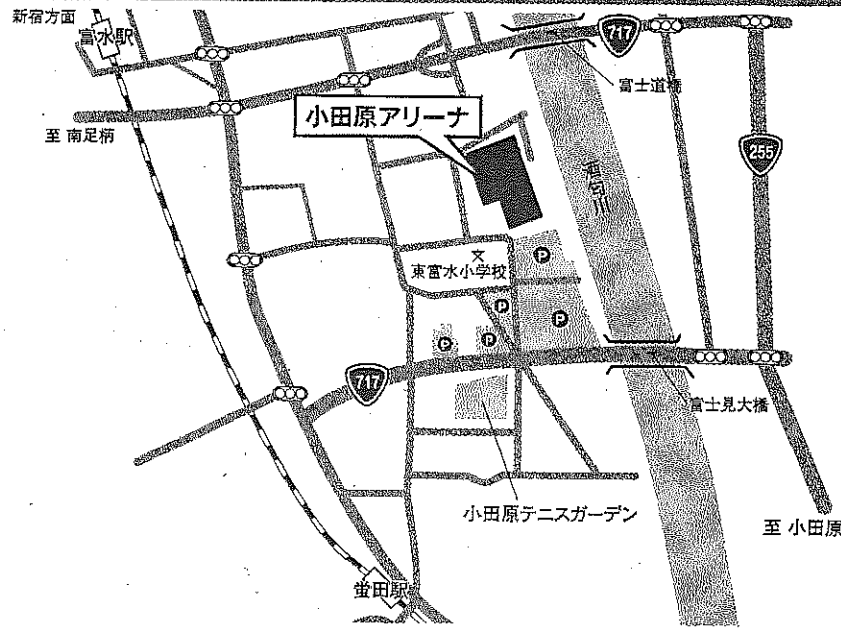 新宿方面
富水駅
717
富士道橋
至 南足柄
小田原アリーナ
酒匂川
255
文
東富水小学校
P
P
P
P
P
717
富士見大橋
小田原テニスガーデン
至 小田原
蛍田駅